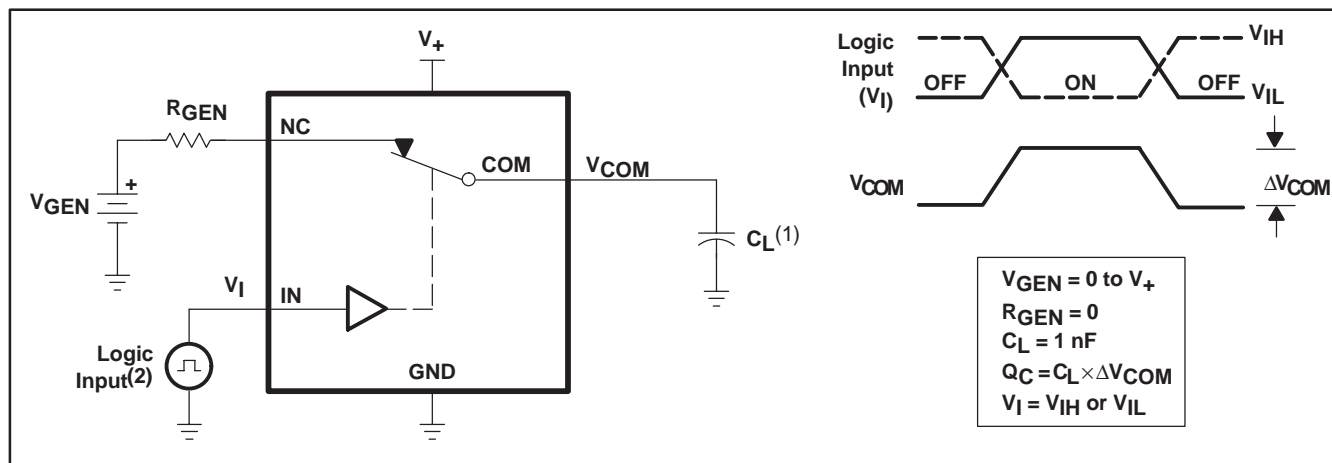 V+
RGEN
NC
COM
VCOM
VGEN
+
CL(1)
VI
IN
Logic
Input(2)
GND
Logic
Input
(VI)
OFF
ON
OFF
VIH
VIL
VCOM
ΔVCOM
VGEN = 0 to V+
RGEN = 0
CL = 1 nF
QC = CL × ΔVCOM
VI = VIH or VIL